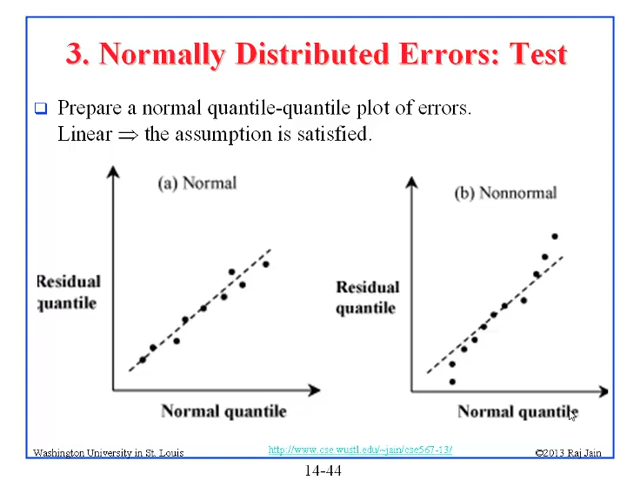 3. Normally Distributed Errors: Test
Prepare a normal quantile-quantile plot of errors.
Linear ⇒ the assumption is satisfied.
(a) Normal
Residual
quantile
Normal quantile
(b) Nonnormal
Residual
quantile
Normal quantile
Washington University in St. Louis
http://www.cse.wustl.edu/~jain/cse567-13/
©2013 Raj Jain
14-44